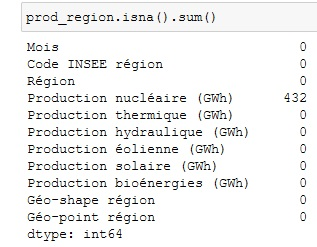 prod_region.isna().sum()
Mois 0
Code INSEE région 0
Région 0
Production nucléaire (GWh) 432
Production thermique (GWh) 0
Production hydraulique (GWh) 0
Production éolienne (GWh) 0
Production solaire (GWh) 0
Production bioénergies (GWh) 0
Géo-shape région 0
Géo-point région 0
dtype: int64